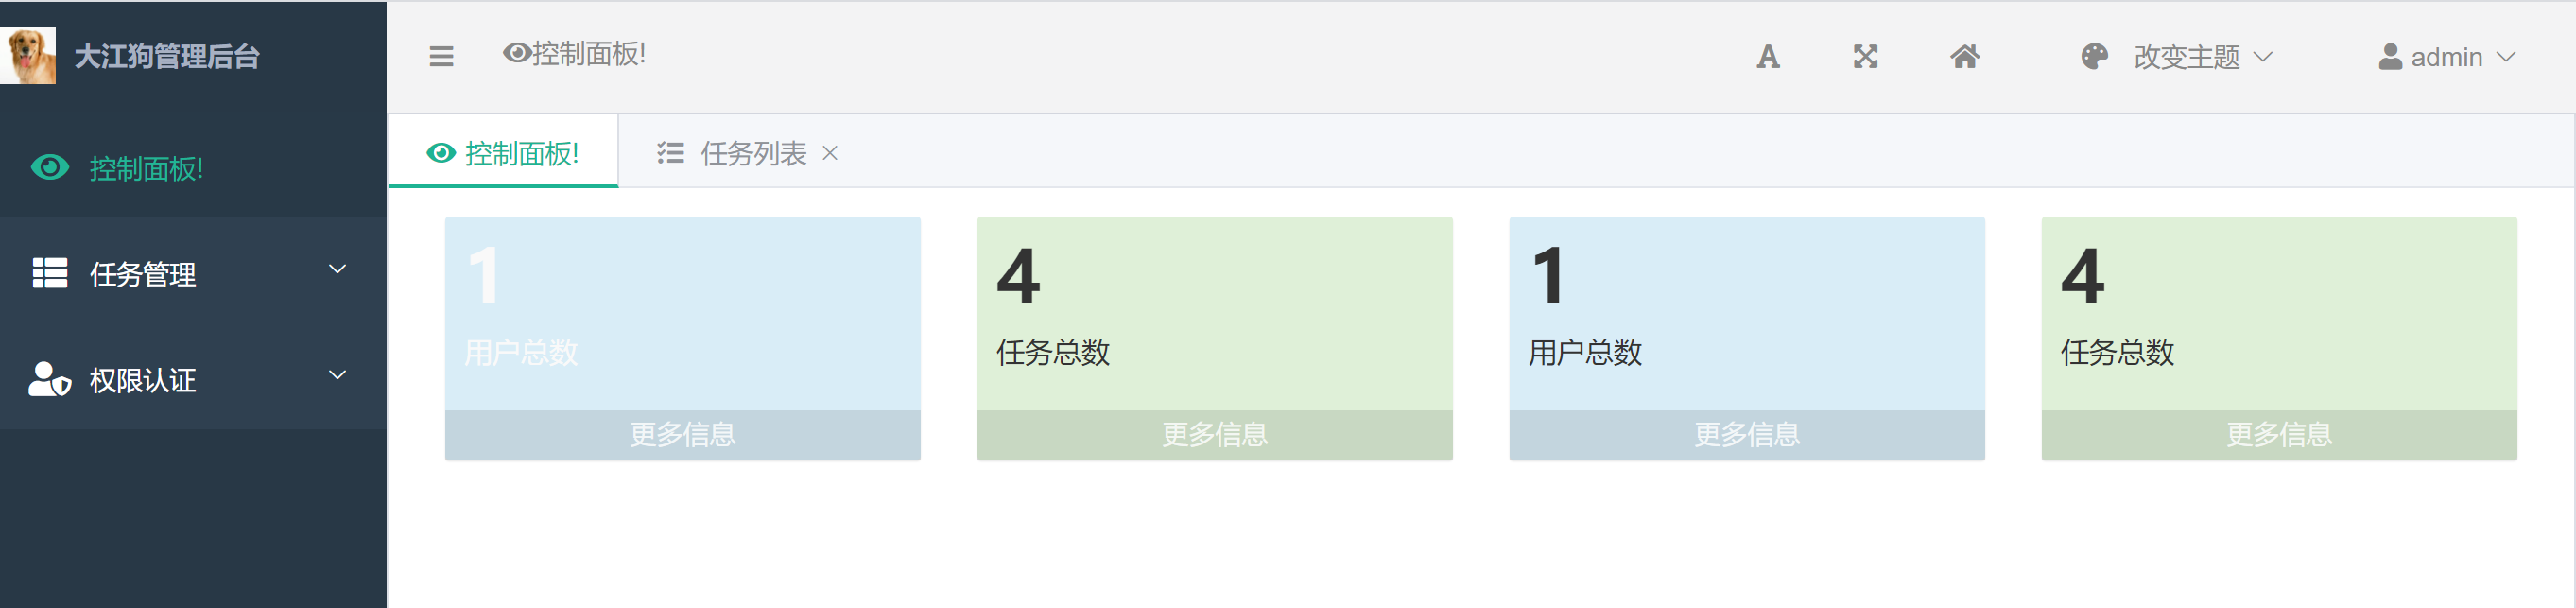 大江狗管理后台
控制面板!
任务管理
权限认证
控制面板!
改变主题
admin
控制面板!
任务列表
1
用户总数
更多信息
4
任务总数
更多信息
1
用户总数
更多信息
4
任务总数
更多信息